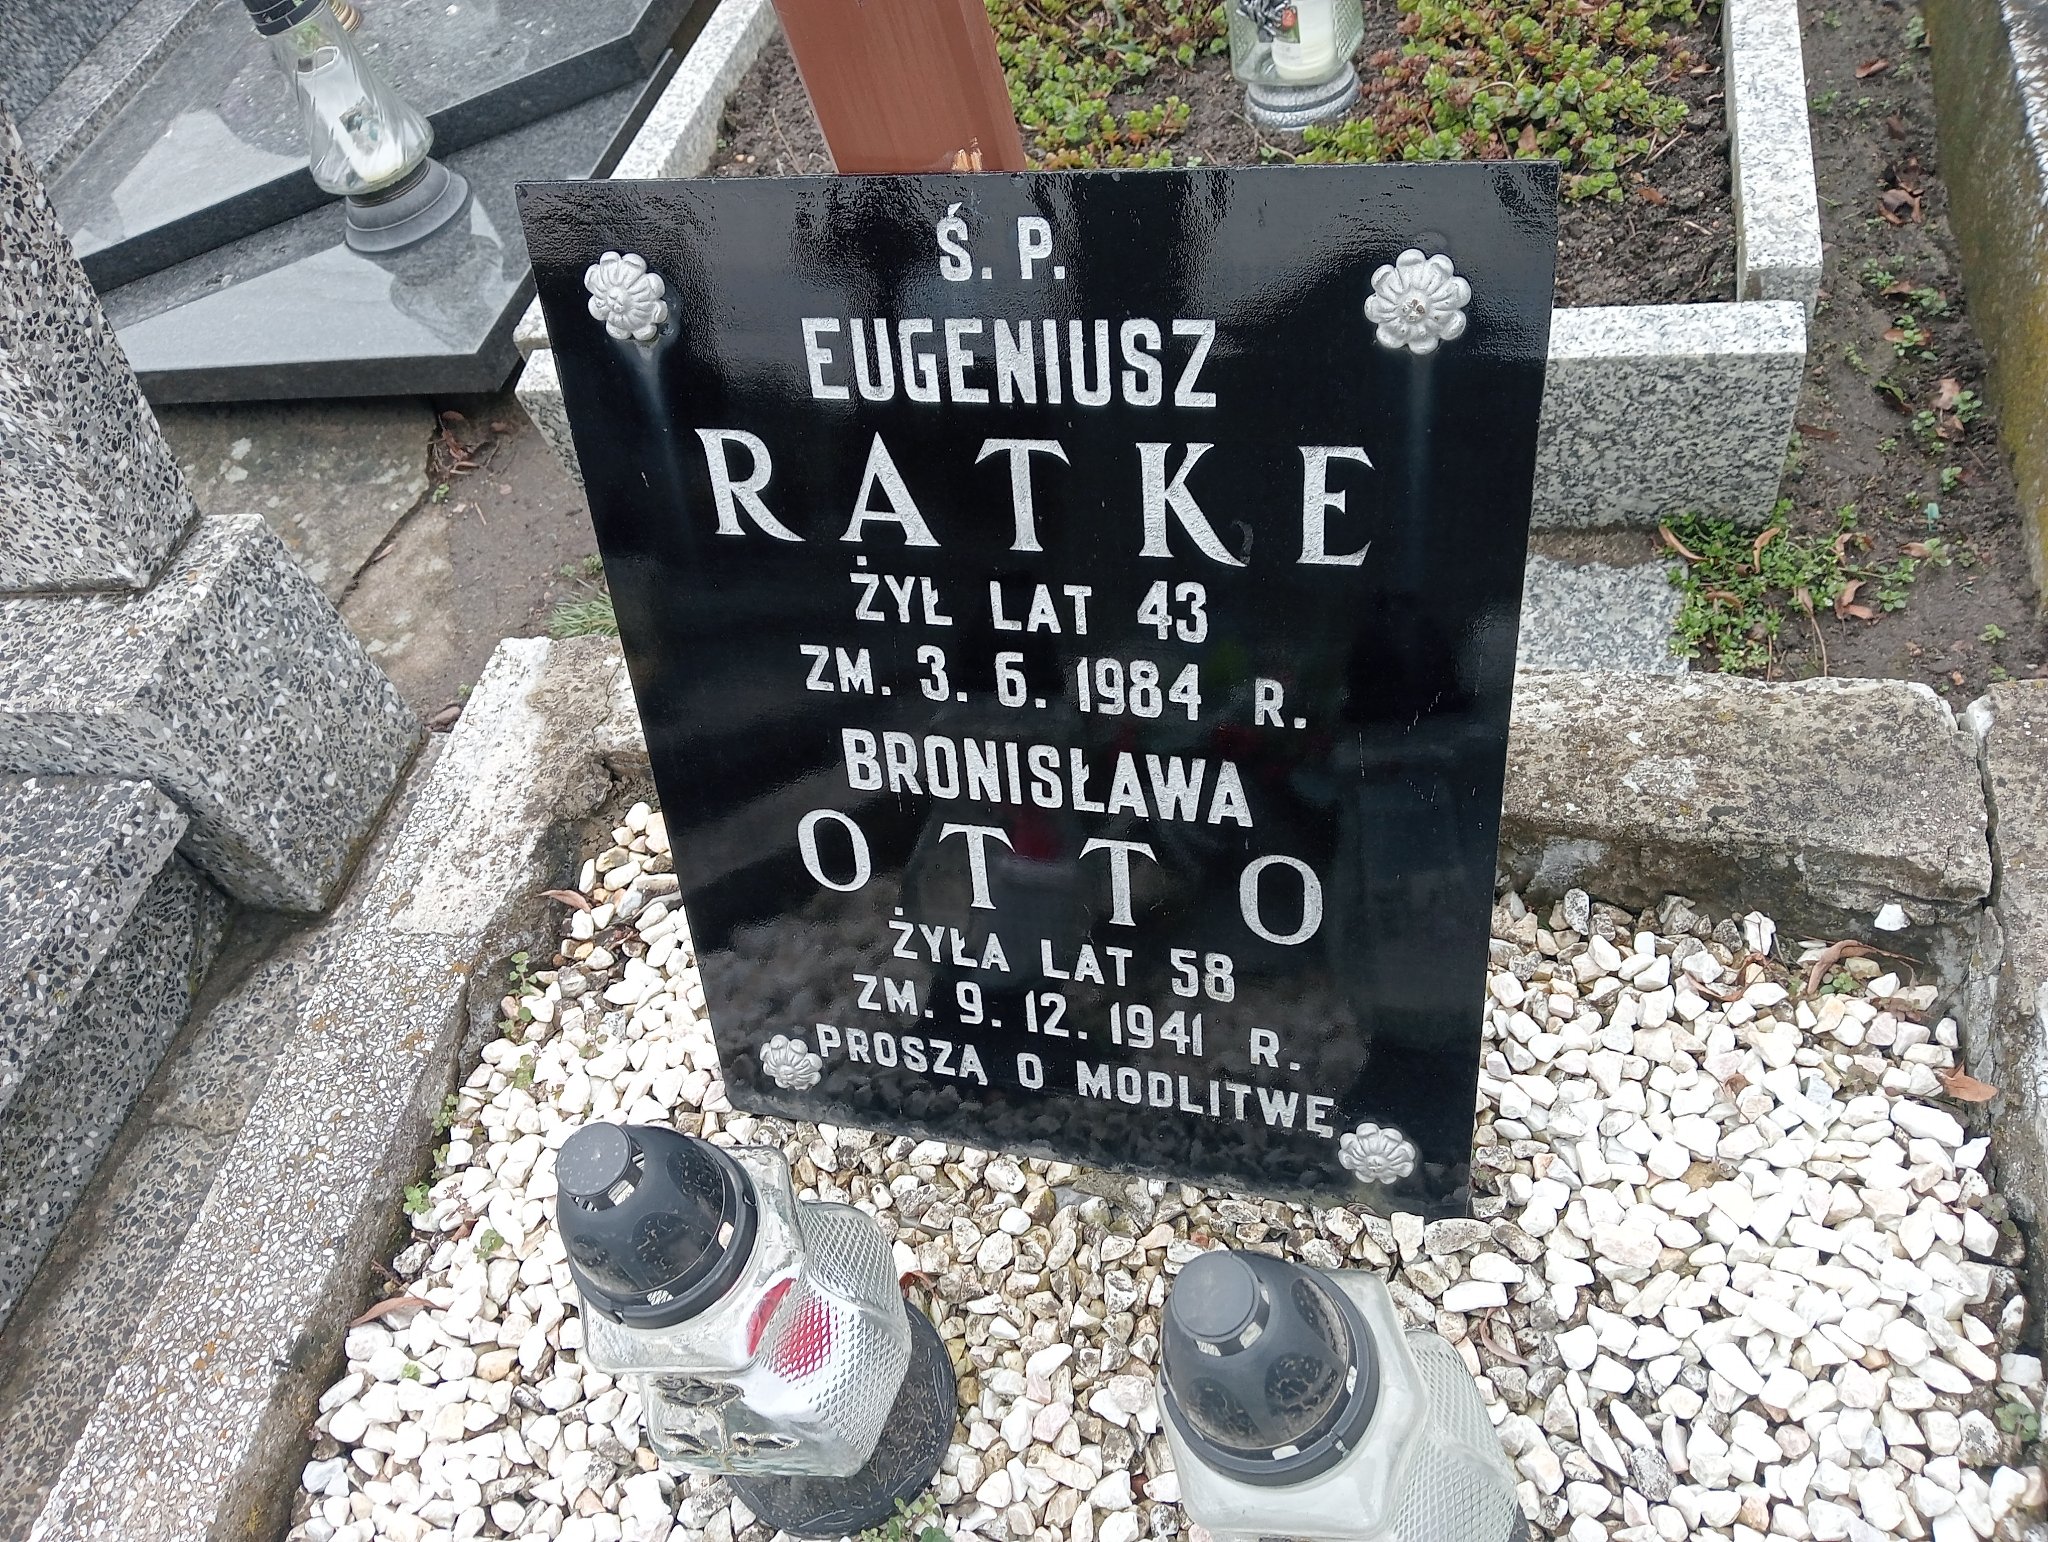 Ś. P.
EUGENIUSZ
RATKE
ŻYŁ LAT 43
ZM. 3. 6. 1984 R.
BRONISŁAWA
OTTO
ŻYŁA LAT 58
ZM. 9. 12. 1941 R.
PROSZĄ O MODLITWĘ